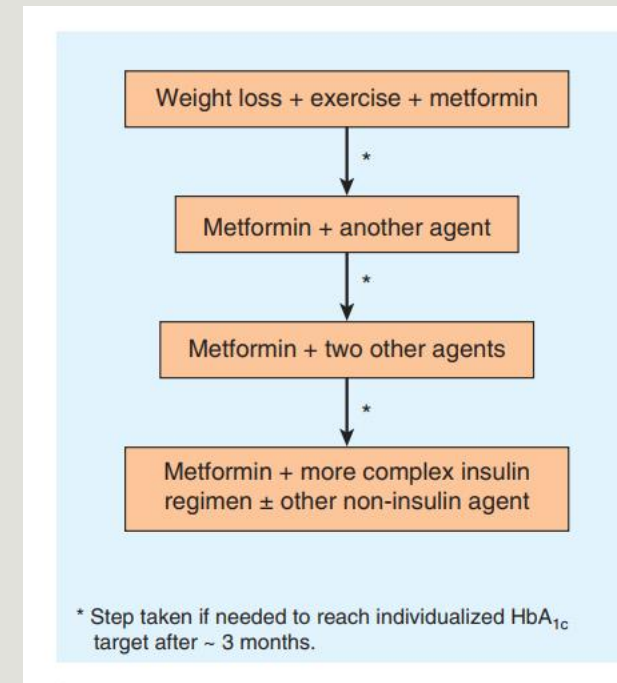 Weight loss + exercise + metformin
*
Metformin + another agent
*
Metformin + two other agents
*
Metformin + more complex insulin
regimen ± other non-insulin agent
* Step taken if needed to reach individualized HbA1c
target after ~ 3 months.